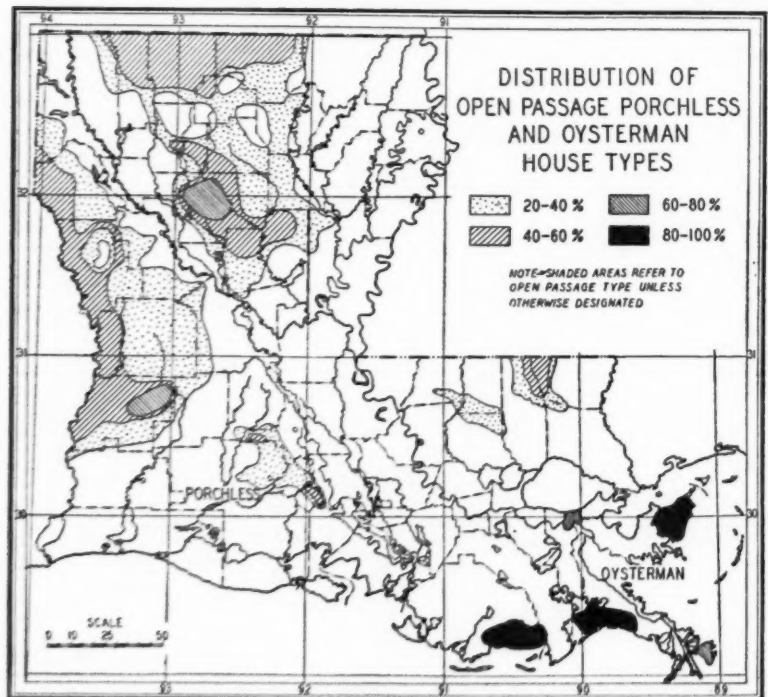 94 93 92 91
DISTRIBUTION OF
OPEN PASSAGE PORCHLESS
AND OYSTERMAN
HOUSE TYPES
20-40 % 60-80 %
40-60 % 80-100 %
NOTE-SHADED AREAS REFER TO
OPEN PASSAGE TYPE UNLESS
OTHERWISE DESIGNATED
31 31
PORCHLESS
30 30
OYSTERMAN
SCALE
0 10 25 50
93 92 91 90 89